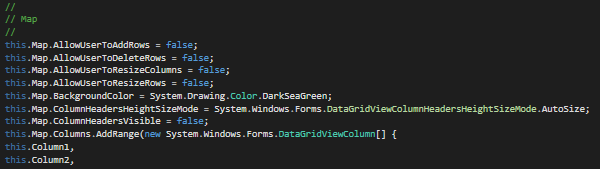 //
// Map
//
this.Map.AllowUserToAddRows = false;
this.Map.AllowUserToDeleteRows = false;
this.Map.AllowUserToResizeColumns = false;
this.Map.AllowUserToResizeRows = false;
this.Map.BackgroundColor = System.Drawing.Color.DarkSeaGreen;
this.Map.ColumnHeadersHeightSizeMode = System.Windows.Forms.DataGridViewColumnHeadersHeightSizeMode.AutoSize;
this.Map.ColumnHeadersVisible = false;
this.Map.Columns.AddRange(new System.Windows.Forms.DataGridViewColumn[] {
this.Column1,
this.Column2,